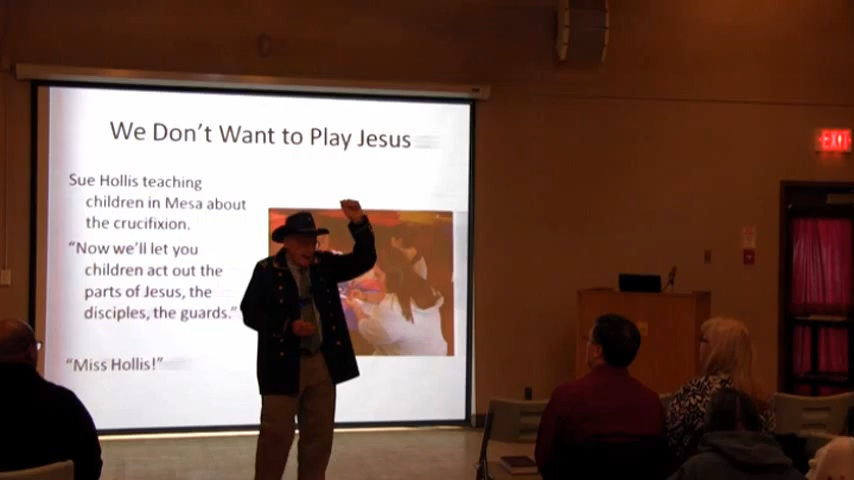 We Don't Want to Play Jesus
Sue Hollis teaching
children in Mesa about
the crucifixion.
"Now we'll let you
children act out the
parts of Jesus, the
disciples, the guards."
"Miss Hollis!"
EXIT